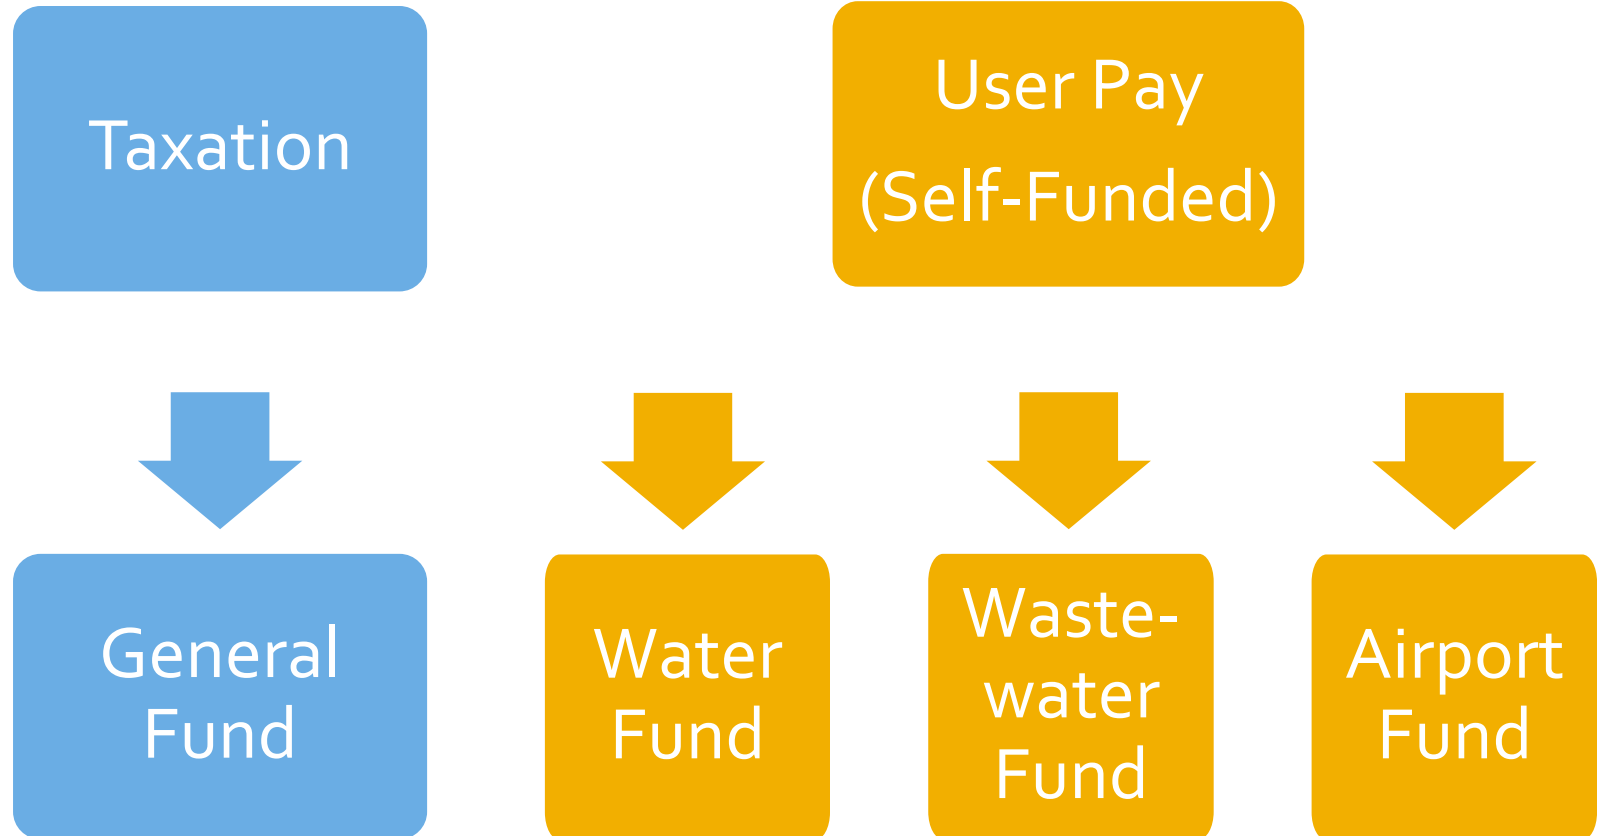 Taxation
User Pay
(Self-Funded)
General
Fund
Water
Fund
Waste-
water
Fund
Airport
Fund